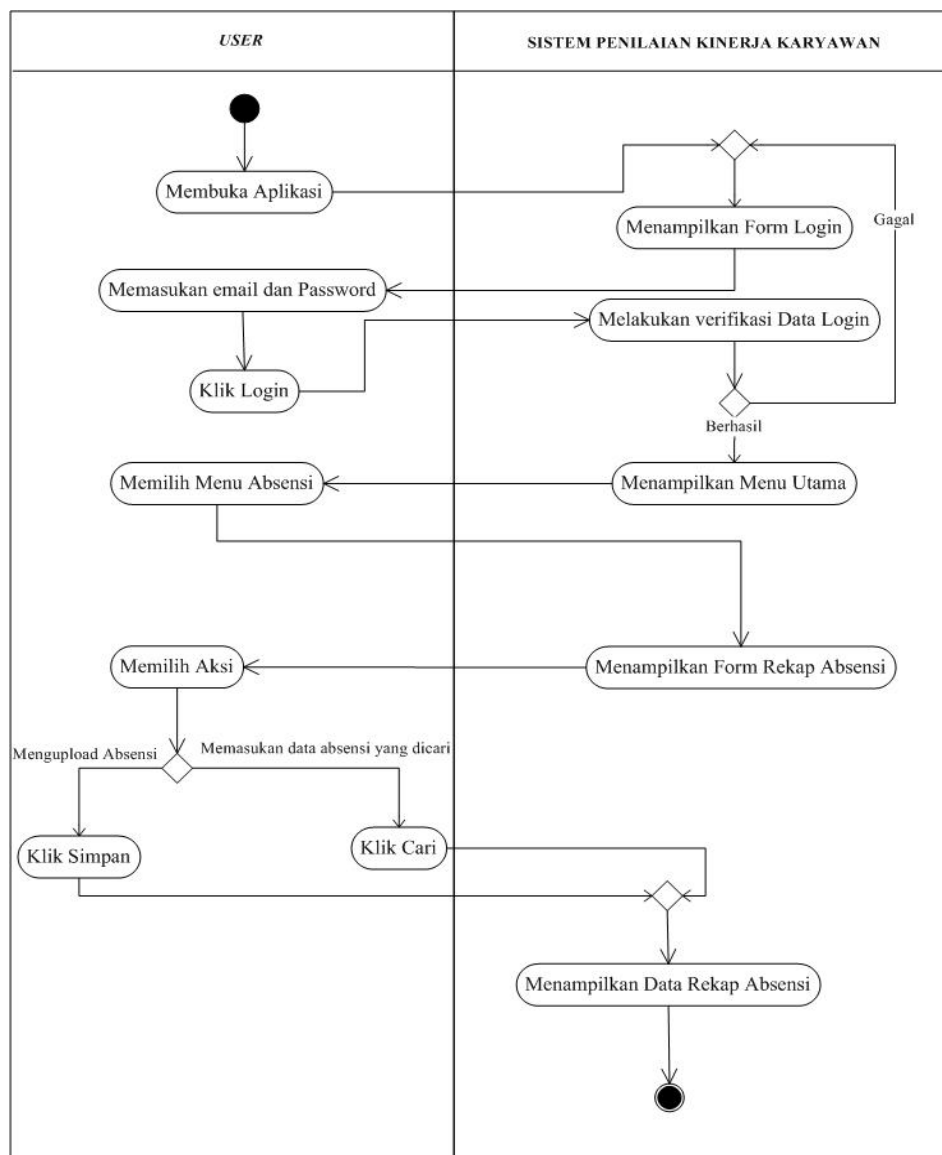 USER
SISTEM PENILAIAN KINERJA KARYAWAN
Membuka Aplikasi
Menampilkan Form Login
Gagal
Memasukan email dan Password
Melakukan verifikasi Data Login
Klik Login
Berhasil
Memilih Menu Absensi
Menampilkan Menu Utama
Memilih Aksi
Menampilkan Form Rekap Absensi
Mengupload Absensi
Memasukan data absensi yang dicari
Klik Simpan
Klik Cari
Menampilkan Data Rekap Absensi